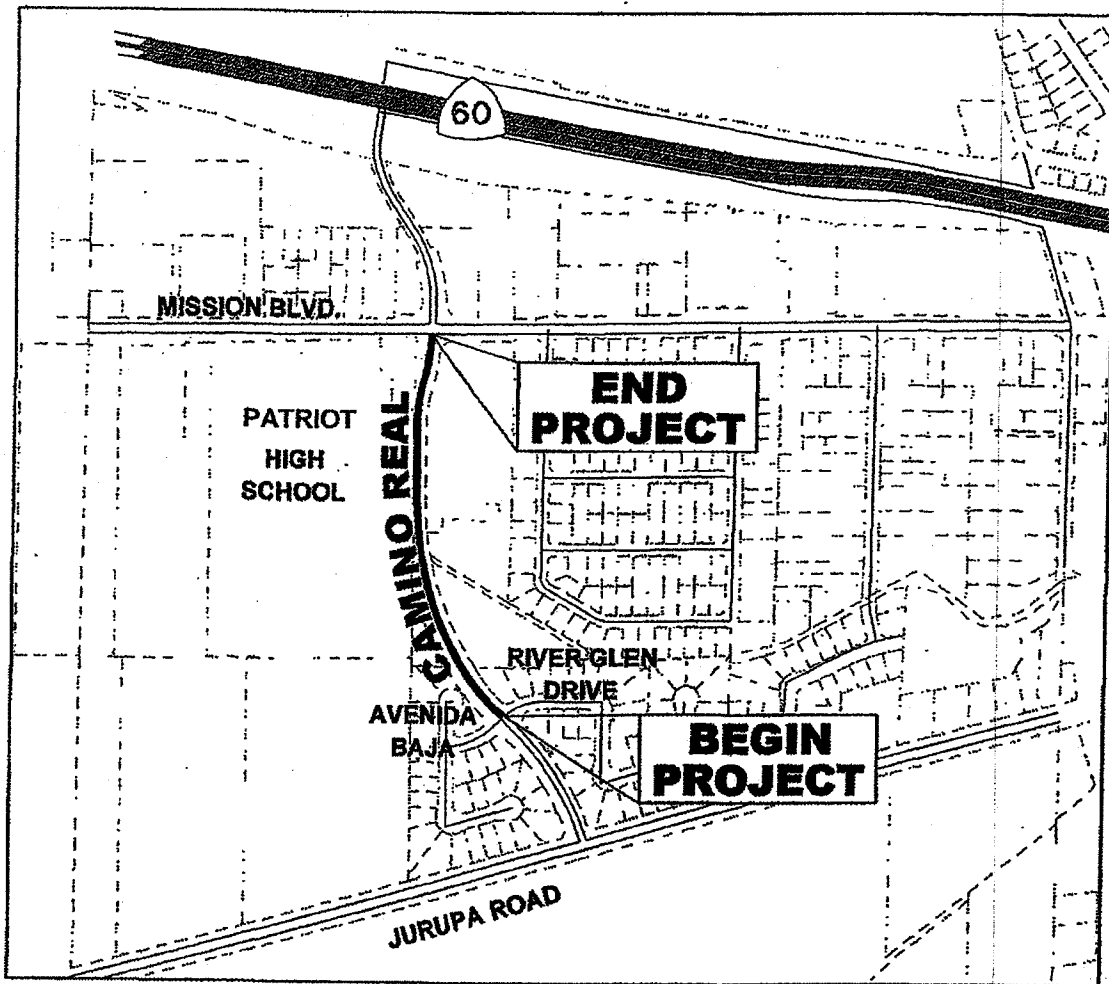 60
MISSION BLVD.
END
PROJECT
PATRIOT
HIGH
SCHOOL
CAMINO REAL
RIVER GLEN
DRIVE
AVENIDA
BAJA
BEGIN
PROJECT
JURUPA ROAD